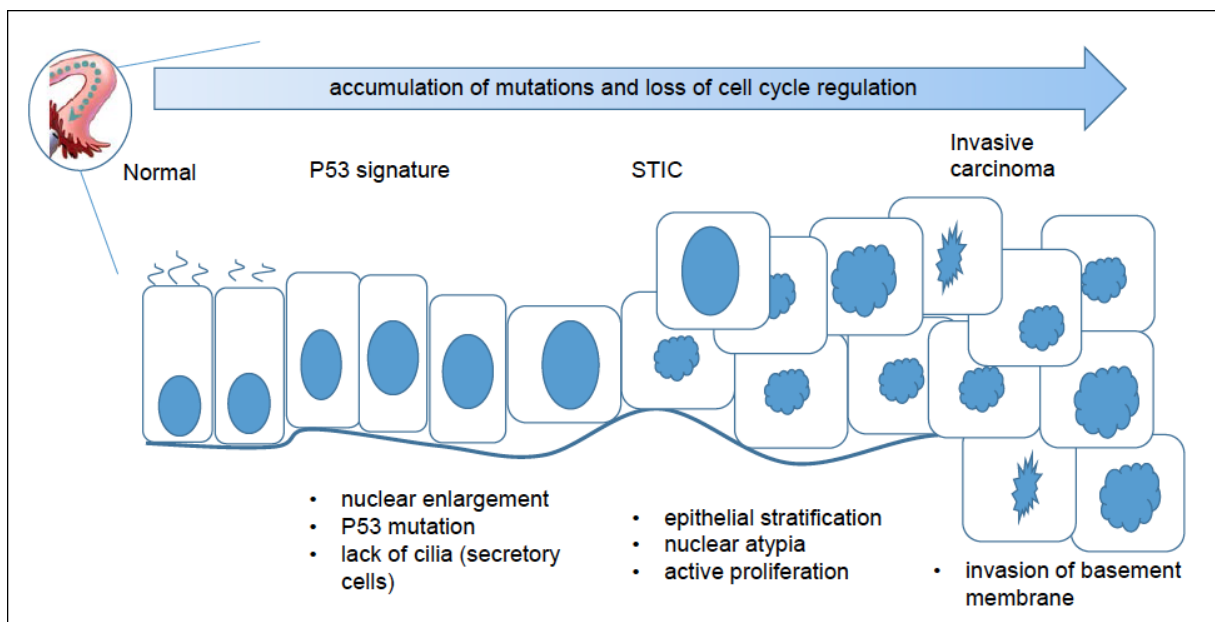 accumulation of mutations and loss of cell cycle regulation
Normal
P53 signature
STIC
Invasive
carcinoma
• nuclear enlargement
• P53 mutation
• lack of cilia (secretory
cells)
• epithelial stratification
• nuclear atypia
• active proliferation
• invasion of basement
membrane